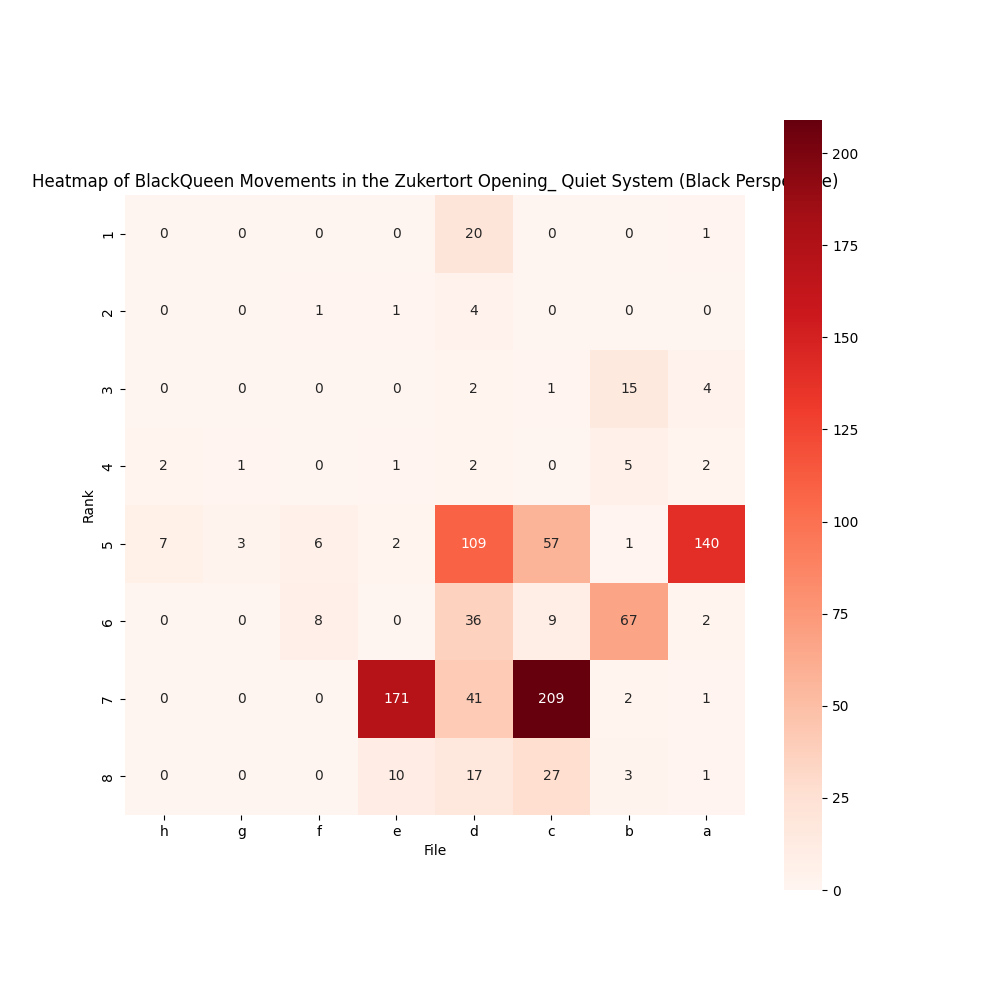 Heatmap of BlackQueen Movements in the Zukertort Opening_ Quiet System (Black Perspective)
200
175
150
125
100
75
50
25
0
Rank
1 0 0 0 0 20 0 0 1
2 0 0 1 1 4 0 0 0
3 0 0 0 0 2 1 15 4
4 2 1 0 1 2 0 5 2
5 7 3 6 2 109 57 1 140
6 0 0 8 0 36 9 67 2
7 0 0 0 171 41 209 2 1
8 0 0 0 10 17 27 3 1
h g f e d c b a
File